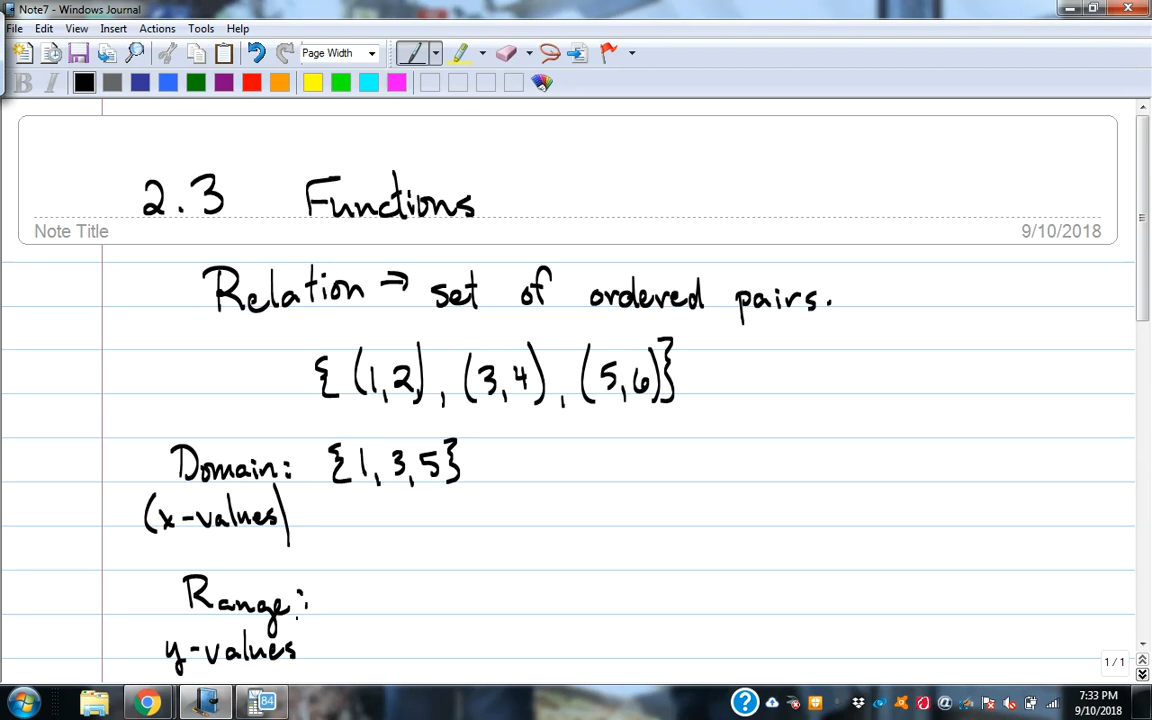 Note7 - Windows Journal
File Edit View Insert Actions Tools Help
Page Width
B I
2.3 Functions
Note Title 9/10/2018
Relation ⇒ set of ordered pairs.
{ (1,2), (3,4), (5,6)}
Domain: {1, 3, 5}
(x-values)
Range:
y-values
1 / 1
84
7:33 PM
9/10/2018